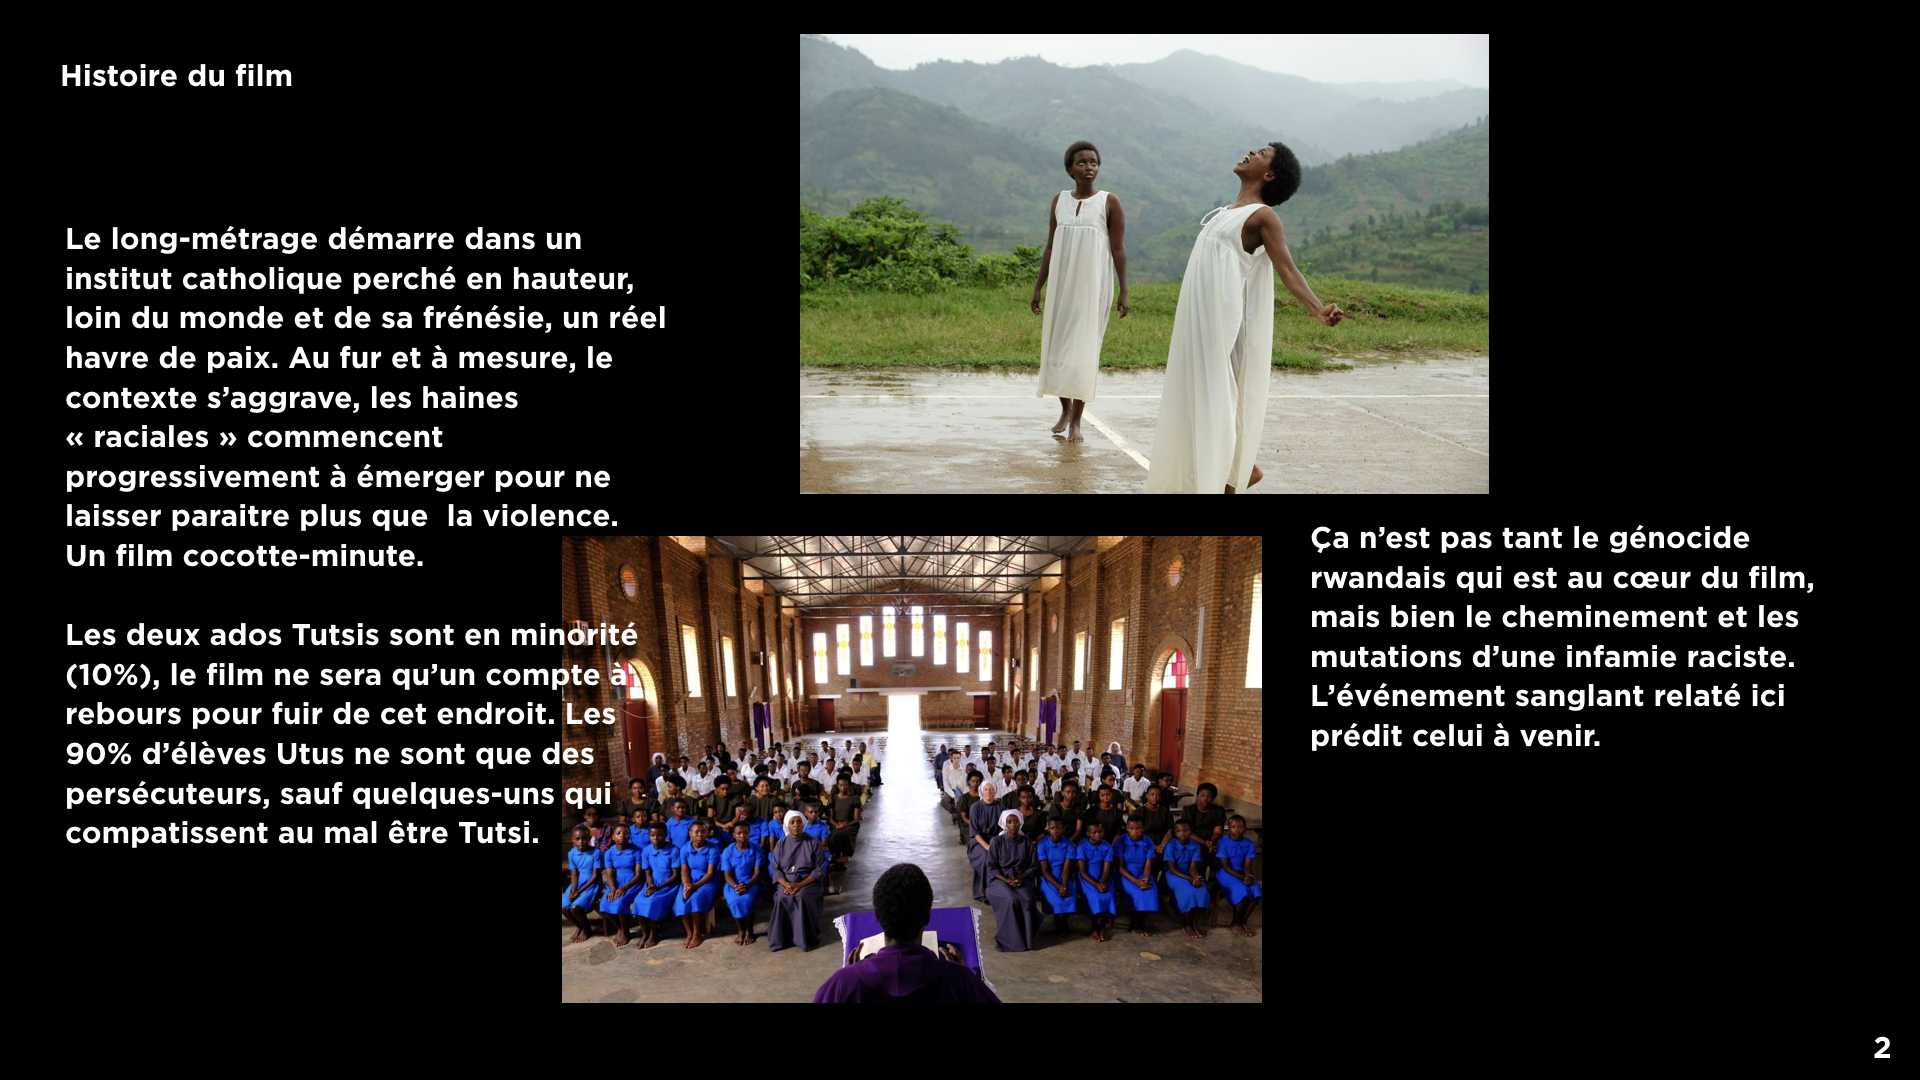 Histoire du film
Le long-métrage démarre dans un
institut catholique perché en hauteur,
loin du monde et de sa frénésie, un réel
havre de paix. Au fur et à mesure, le
contexte s’aggrave, les haines
« raciales » commencent
progressivement à émerger pour ne
laisser paraitre plus que  la violence.
Un film cocotte-minute.
Les deux ados Tutsis sont en minorité
(10%), le film ne sera qu’un compte à
rebours pour fuir de cet endroit. Les
90% d’élèves Utus ne sont que des
persécuteurs, sauf quelques-uns qui
compatissent au mal être Tutsi.
Ça n’est pas tant le génocide
rwandais qui est au cœur du film,
mais bien le cheminement et les
mutations d’une infamie raciste.
L’événement sanglant relaté ici
prédit celui à venir.
2